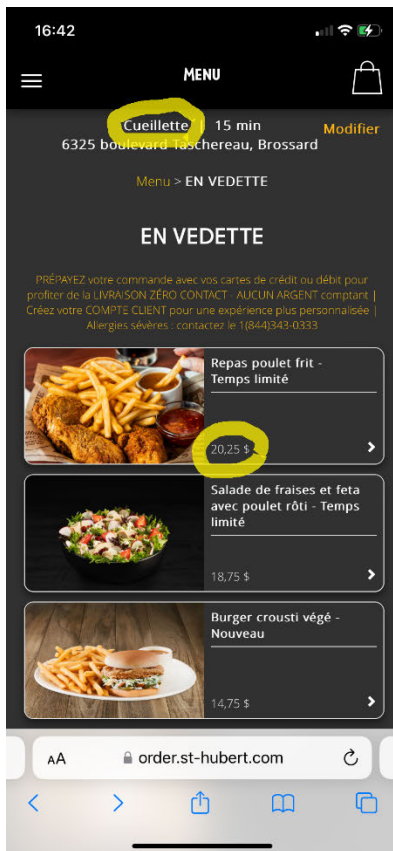 16:42
MENU
Cueillette | 15 min
Modifier
6325 boulevard Taschereau, Brossard
Menu > EN VEDETTE
EN VEDETTE
PRÉPAYEZ votre commande avec vos cartes de crédit ou débit pour
profiter de la LIVRAISON ZÉRO CONTACT - AUCUN ARGENT comptant |
Créez votre COMPTE CLIENT pour une expérience plus personnalisée |
Allergies sévères : contactez le 1(844)343-0333
Repas poulet frit -
Temps limité
20,25 $
Salade de fraises et feta
avec poulet rôti - Temps
limité
18,75 $
Burger crousti végé -
Nouveau
14,75 $
AA order.st-hubert.com